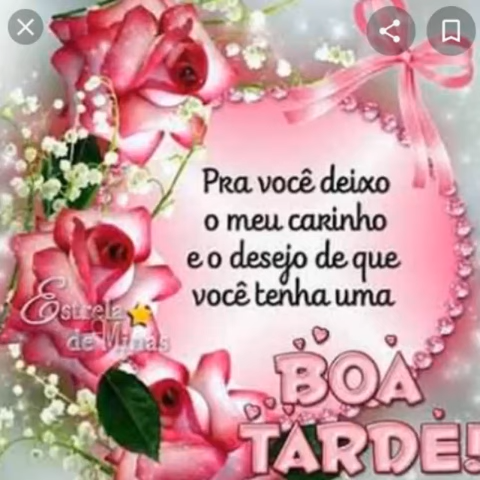 Pra você deixo
o meu carinho
e o desejo de que
você tenha uma
Estrela
de Minas
BOA
TARDE!